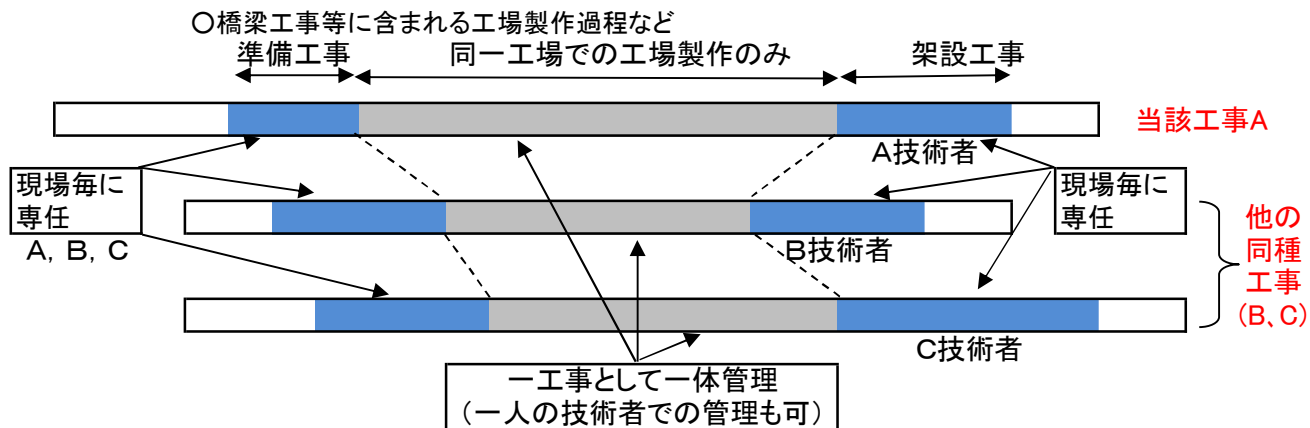 〇橋梁工事等に含まれる工場製作過程など
準備工事
同一工場での工場製作のみ
架設工事
当該工事A
A技術者
現場毎に
専任
A，B，C
現場毎に
専任
B技術者
他の
同種
工事
(B、C)
C技術者
一工事として一体管理
（一人の技術者での管理も可）